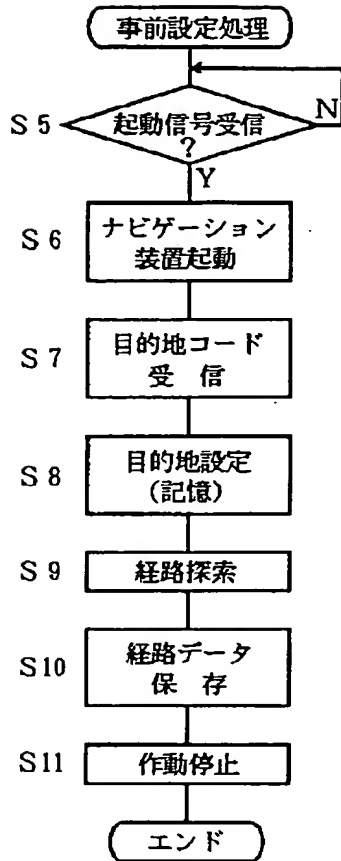 事前設定処理
S5
起動信号受信
?
N
Y
S6
ナビゲーション
装置起動
S7
目的地コード
受 信
S8
目的地設定
(記憶)
S9
経路探索
S10
経路データ
保 存
S11
作動停止
エンド